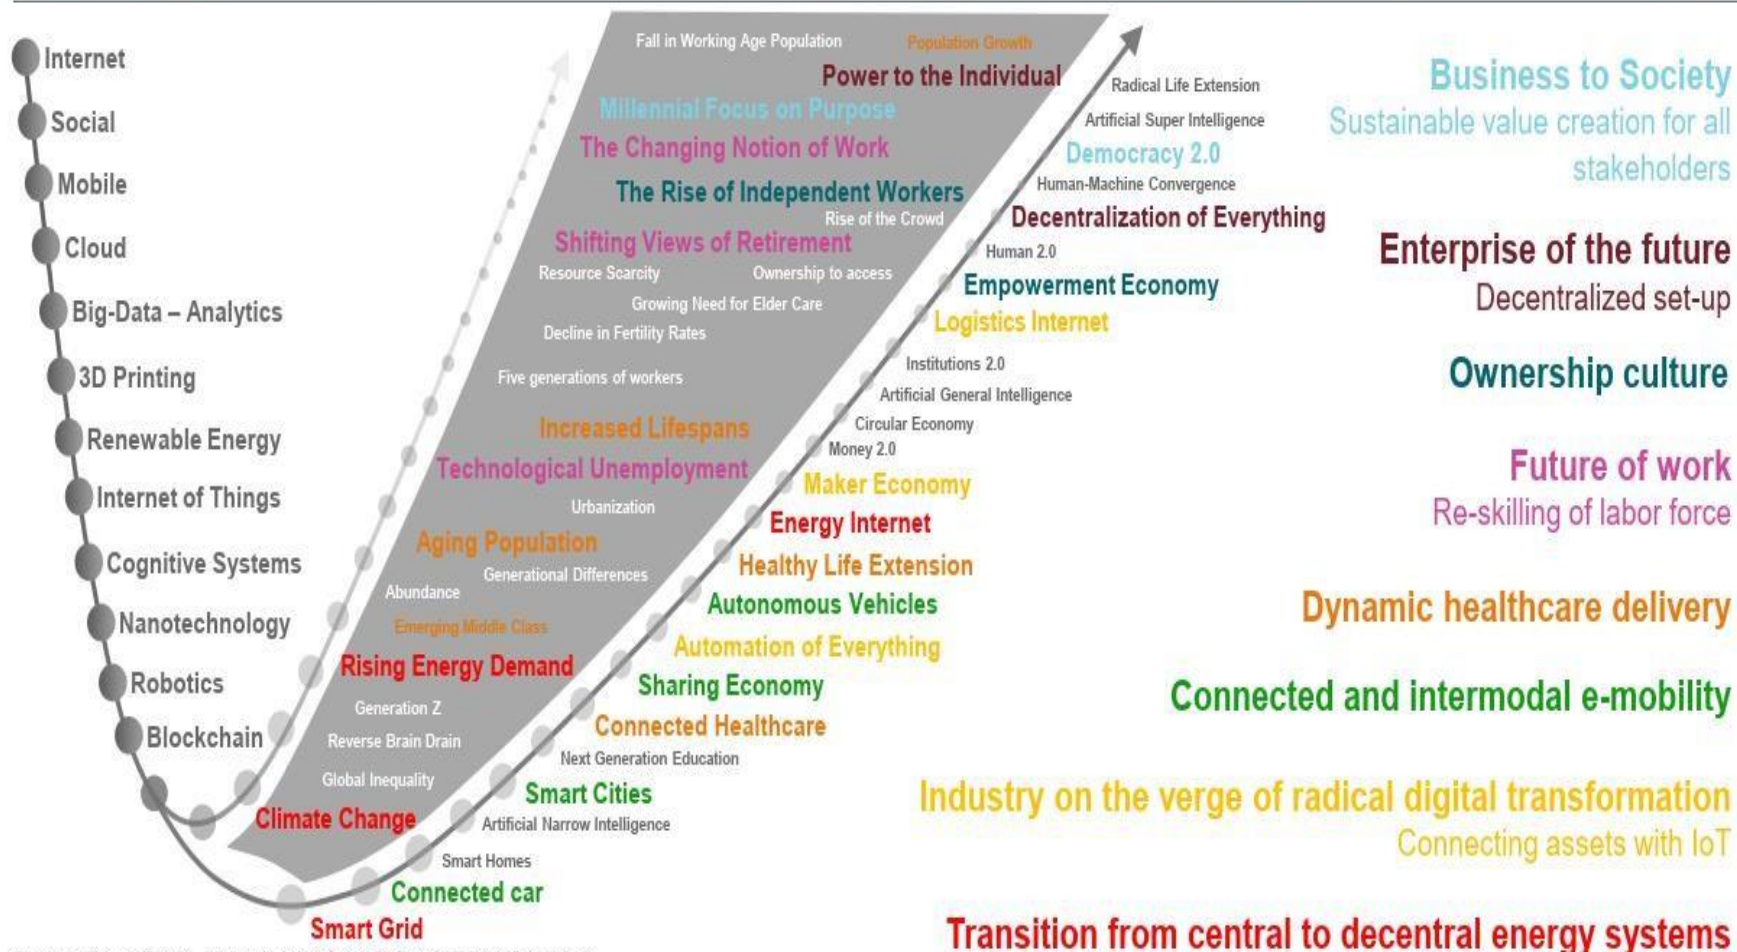 Internet
Social
Mobile
Cloud
Big-Data – Analytics
3D Printing
Renewable Energy
Internet of Things
Cognitive Systems
Nanotechnology
Robotics
Blockchain
Fall in Working Age Population
Population Growth
Power to the Individual
Millennial Focus on Purpose
The Changing Notion of Work
The Rise of Independent Workers
Rise of the Crowd
Shifting Views of Retirement
Resource Scarcity
Ownership to access
Growing Need for Elder Care
Decline in Fertility Rates
Five generations of workers
Increased Lifespans
Technological Unemployment
Urbanization
Aging Population
Generational Differences
Abundance
Emerging Middle Class
Rising Energy Demand
Generation Z
Reverse Brain Drain
Global Inequality
Climate Change
Radical Life Extension
Artificial Super Intelligence
Democracy 2.0
Human-Machine Convergence
Decentralization of Everything
Human 2.0
Empowerment Economy
Logistics Internet
Institutions 2.0
Artificial General Intelligence
Circular Economy
Money 2.0
Maker Economy
Energy Internet
Healthy Life Extension
Autonomous Vehicles
Automation of Everything
Sharing Economy
Connected Healthcare
Next Generation Education
Smart Cities
Artificial Narrow Intelligence
Smart Homes
Connected car
Smart Grid
Business to Society
Sustainable value creation for all
stakeholders
Enterprise of the future
Decentralized set-up
Ownership culture
Future of work
Re-skilling of labor force
Dynamic healthcare delivery
Connected and intermodal e-mobility
Industry on the verge of radical digital transformation
Connecting assets with IoT
Transition from central to decentral energy systems